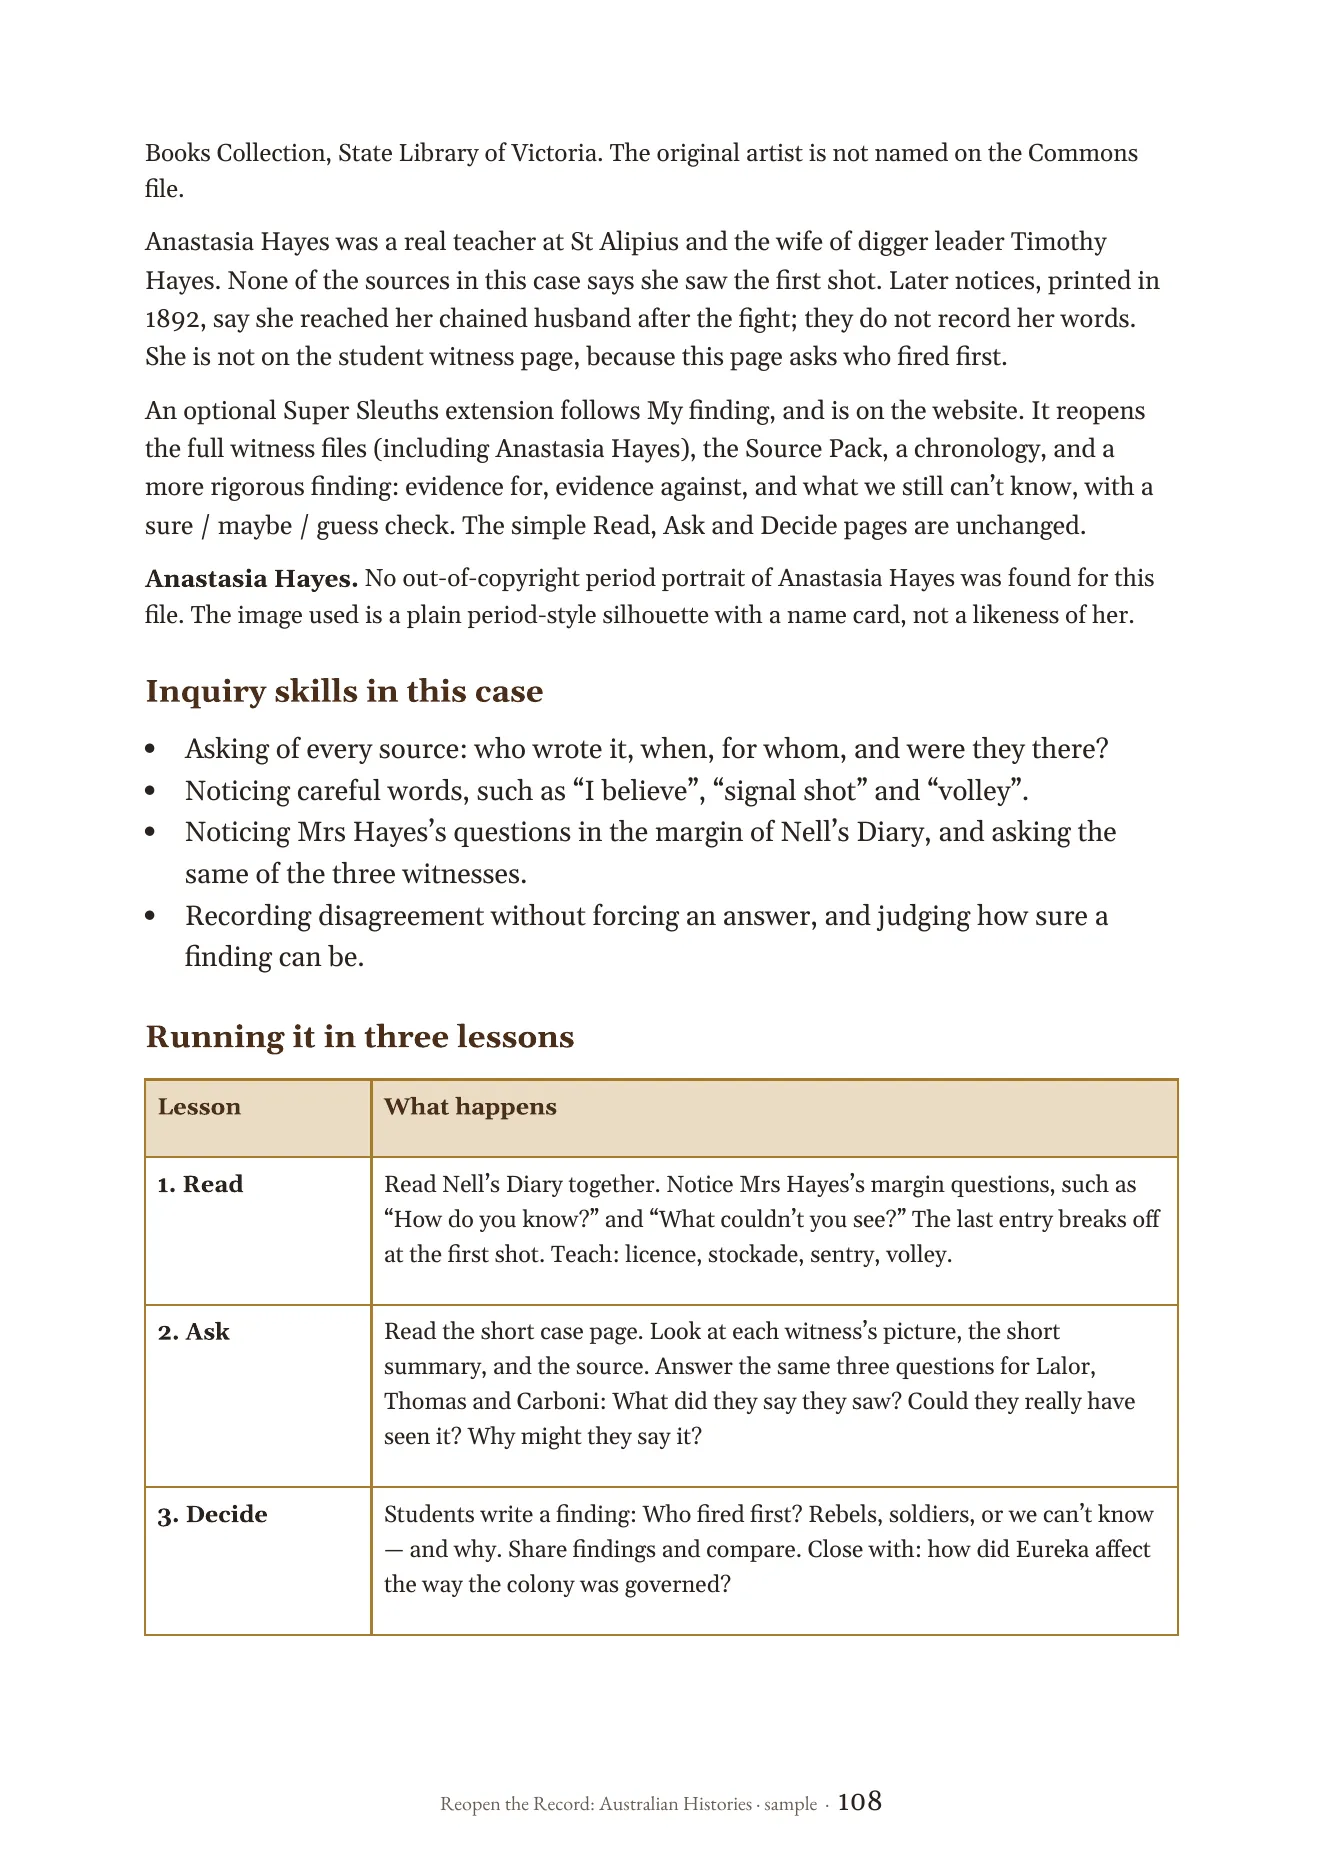 Books Collection, State Library of Victoria. The original artist is not named on the Commons
file.
Anastasia Hayes was a real teacher at St Alipius and the wife of digger leader Timothy
Hayes. None of the sources in this case says she saw the first shot. Later notices, printed in
1892, say she reached her chained husband after the fight; they do not record her words.
She is not on the student witness page, because this page asks who fired first.
An optional Super Sleuths extension follows My finding, and is on the website. It reopens
the full witness files (including Anastasia Hayes), the Source Pack, a chronology, and a
more rigorous finding: evidence for, evidence against, and what we still can’t know, with a
sure / maybe / guess check. The simple Read, Ask and Decide pages are unchanged.
Anastasia Hayes. No out-of-copyright period portrait of Anastasia Hayes was found for this
file. The image used is a plain period-style silhouette with a name card, not a likeness of her.
Inquiry skills in this case
• Asking of every source: who wrote it, when, for whom, and were they there?
• Noticing careful words, such as “I believe”, “signal shot” and “volley”.
• Noticing Mrs Hayes’s questions in the margin of Nell’s Diary, and asking the
same of the three witnesses.
• Recording disagreement without forcing an answer, and judging how sure a
finding can be.
Running it in three lessons
Lesson
What happens
1. Read
Read Nell’s Diary together. Notice Mrs Hayes’s margin questions, such as
“How do you know?” and “What couldn’t you see?” The last entry breaks off
at the first shot. Teach: licence, stockade, sentry, volley.
2. Ask
Read the short case page. Look at each witness’s picture, the short
summary, and the source. Answer the same three questions for Lalor,
Thomas and Carboni: What did they say they saw? Could they really have
seen it? Why might they say it?
3. Decide
Students write a finding: Who fired first? Rebels, soldiers, or we can’t know
— and why. Share findings and compare. Close with: how did Eureka affect
the way the colony was governed?
Reopen the Record: Australian Histories · sample · 108